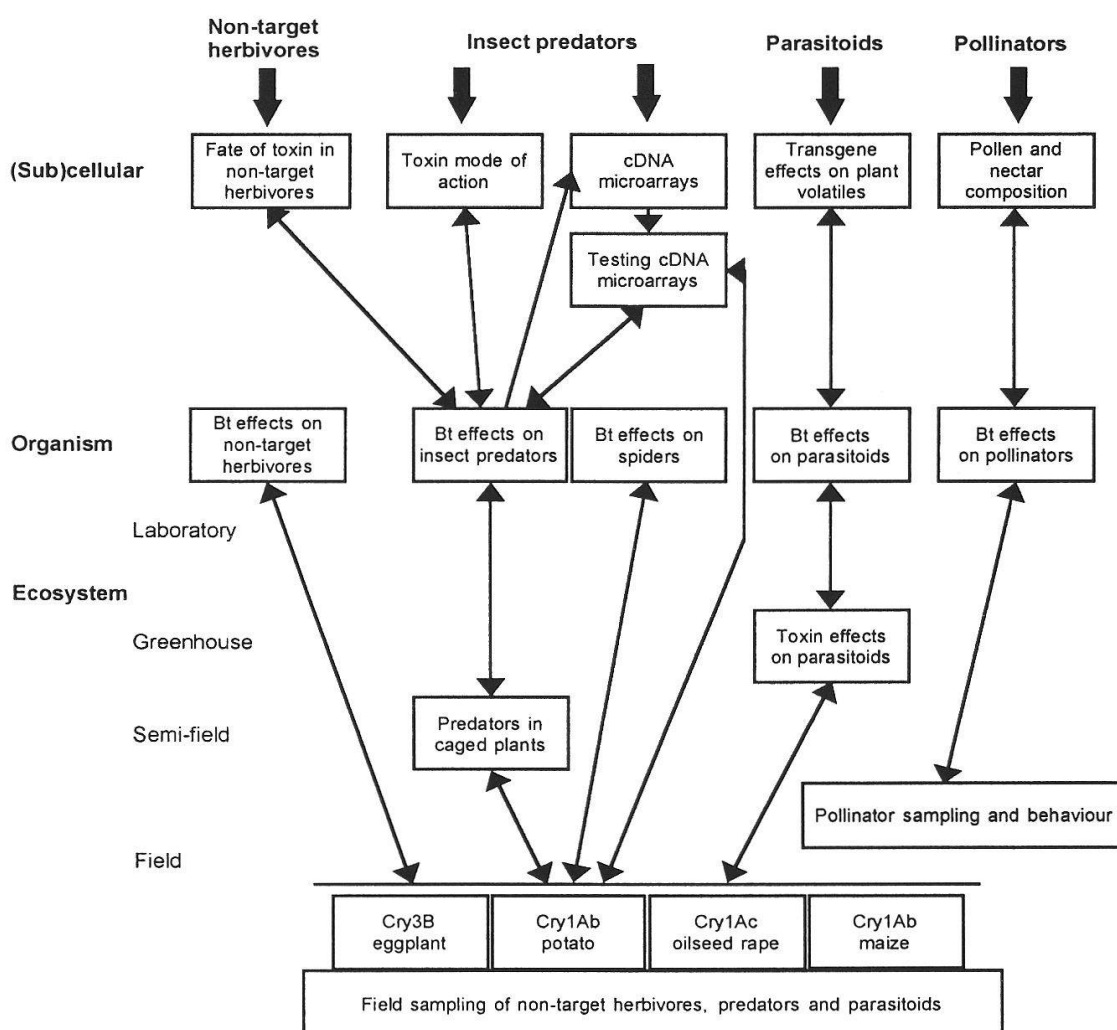 Non-target
herbivores
Insect predators
Parasitoids
Pollinators
(Sub)cellular
Fate of toxin in
non-target
herbivores
Toxin mode of
action
cDNA
microarrays
Transgene
effects on plant
volatiles
Pollen and
nectar
composition
Testing cDNA
microarrays
Organism
Bt effects on
non-target
herbivores
Bt effects on
insect predators
Bt effects on
spiders
Bt effects
on parasitoids
Bt effects
on pollinators
Laboratory
Ecosystem
Greenhouse
Toxin effects
on parasitoids
Semi-field
Predators in
caged plants
Pollinator sampling and behaviour
Field
Cry3B
eggplant
Cry1Ab
potato
Cry1Ac
oilseed rape
Cry1Ab
maize
Field sampling of non-target herbivores, predators and parasitoids